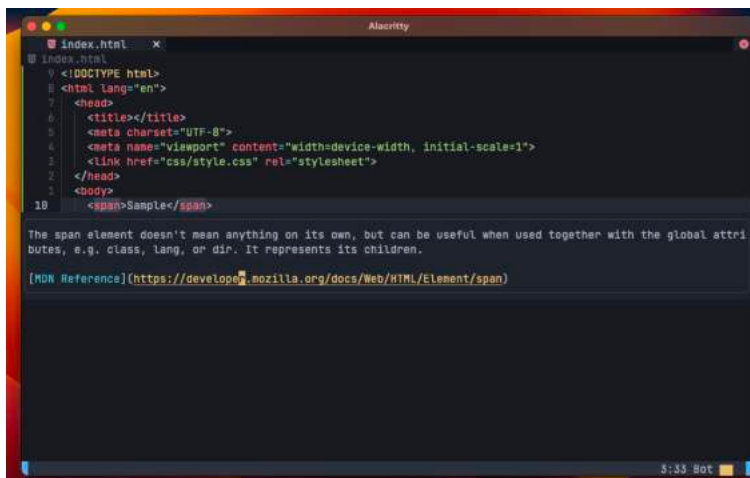 Alacritty
index.html ×
index.html
9 <!DOCTYPE html>
8 <html lang="en">
7 <head>
6 <title></title>
5 <meta charset="UTF-8">
4 <meta name="viewport" content="width=device-width, initial-scale=1">
3 <link href="css/style.css" rel="stylesheet">
2 </head>
1 <body>
10 <span>Sample</span>
The span element doesn't mean anything on its own, but can be useful when used together with the global attri
butes, e.g. class, lang, or dir. It represents its children.
[MDN Reference](https://developer.mozilla.org/docs/Web/HTML/Element/span)
3:33 Bot